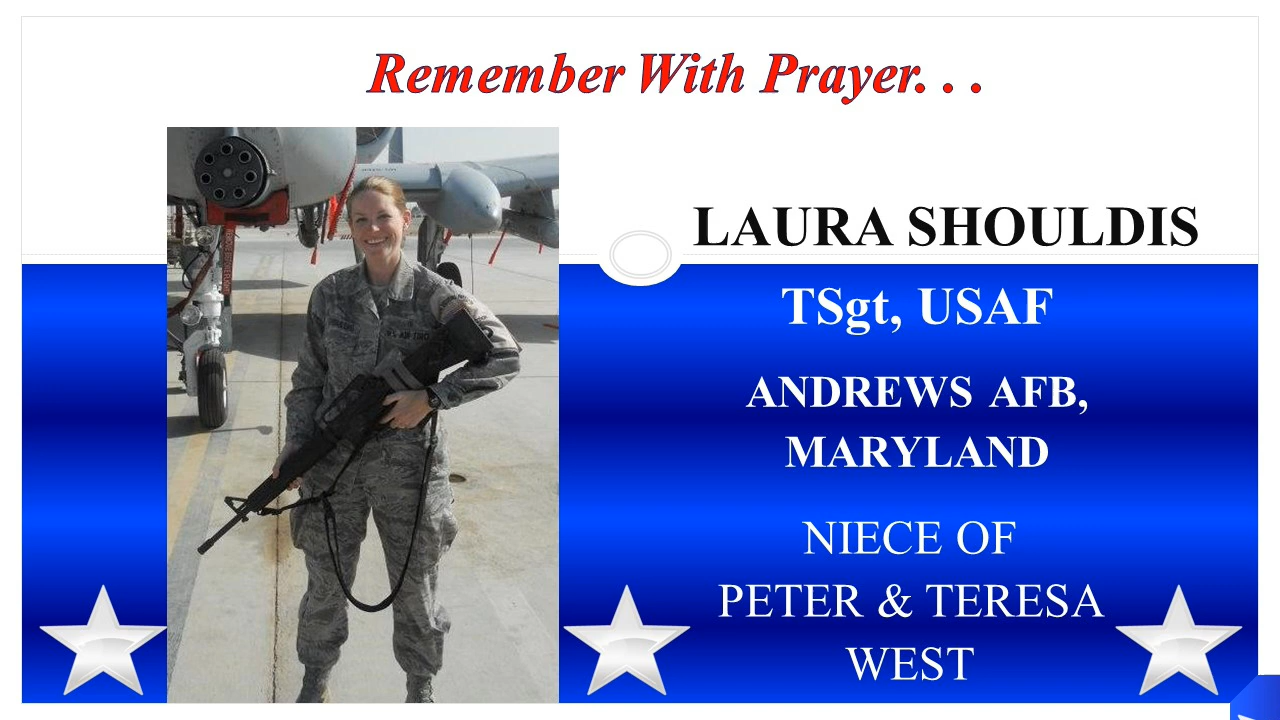 Remember With Prayer. . .
LAURA SHOULDIS
TSgt, USAF
ANDREWS AFB,
MARYLAND
NIECE OF
PETER & TERESA
WEST